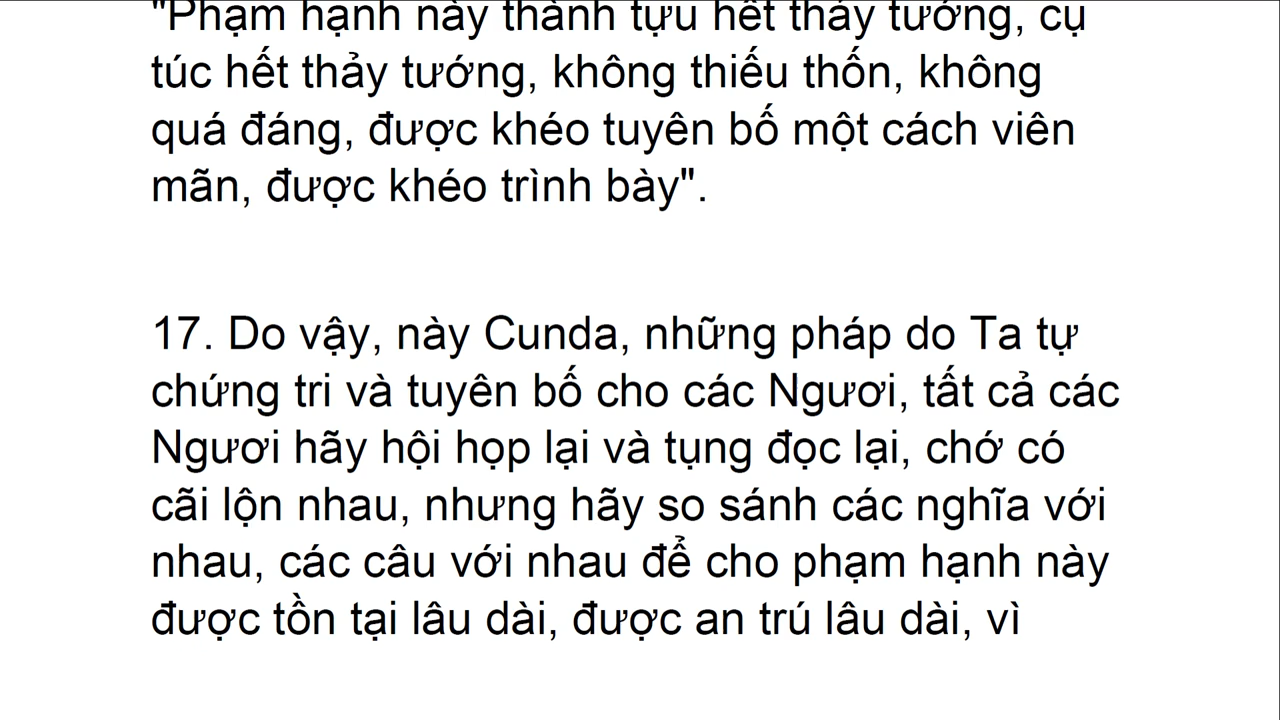 "Phạm hạnh này thành tựu hết thảy tướng, cụ
túc hết thảy tướng, không thiếu thốn, không
quá đáng, được khéo tuyên bố một cách viên
mãn, được khéo trình bày".
17. Do vậy, này Cunda, những pháp do Ta tự
chứng tri và tuyên bố cho các Ngươi, tất cả các
Ngươi hãy hội họp lại và tụng đọc lại, chớ có
cãi lộn nhau, nhưng hãy so sánh các nghĩa với
nhau, các câu với nhau để cho phạm hạnh này
được tồn tại lâu dài, được an trú lâu dài, vì